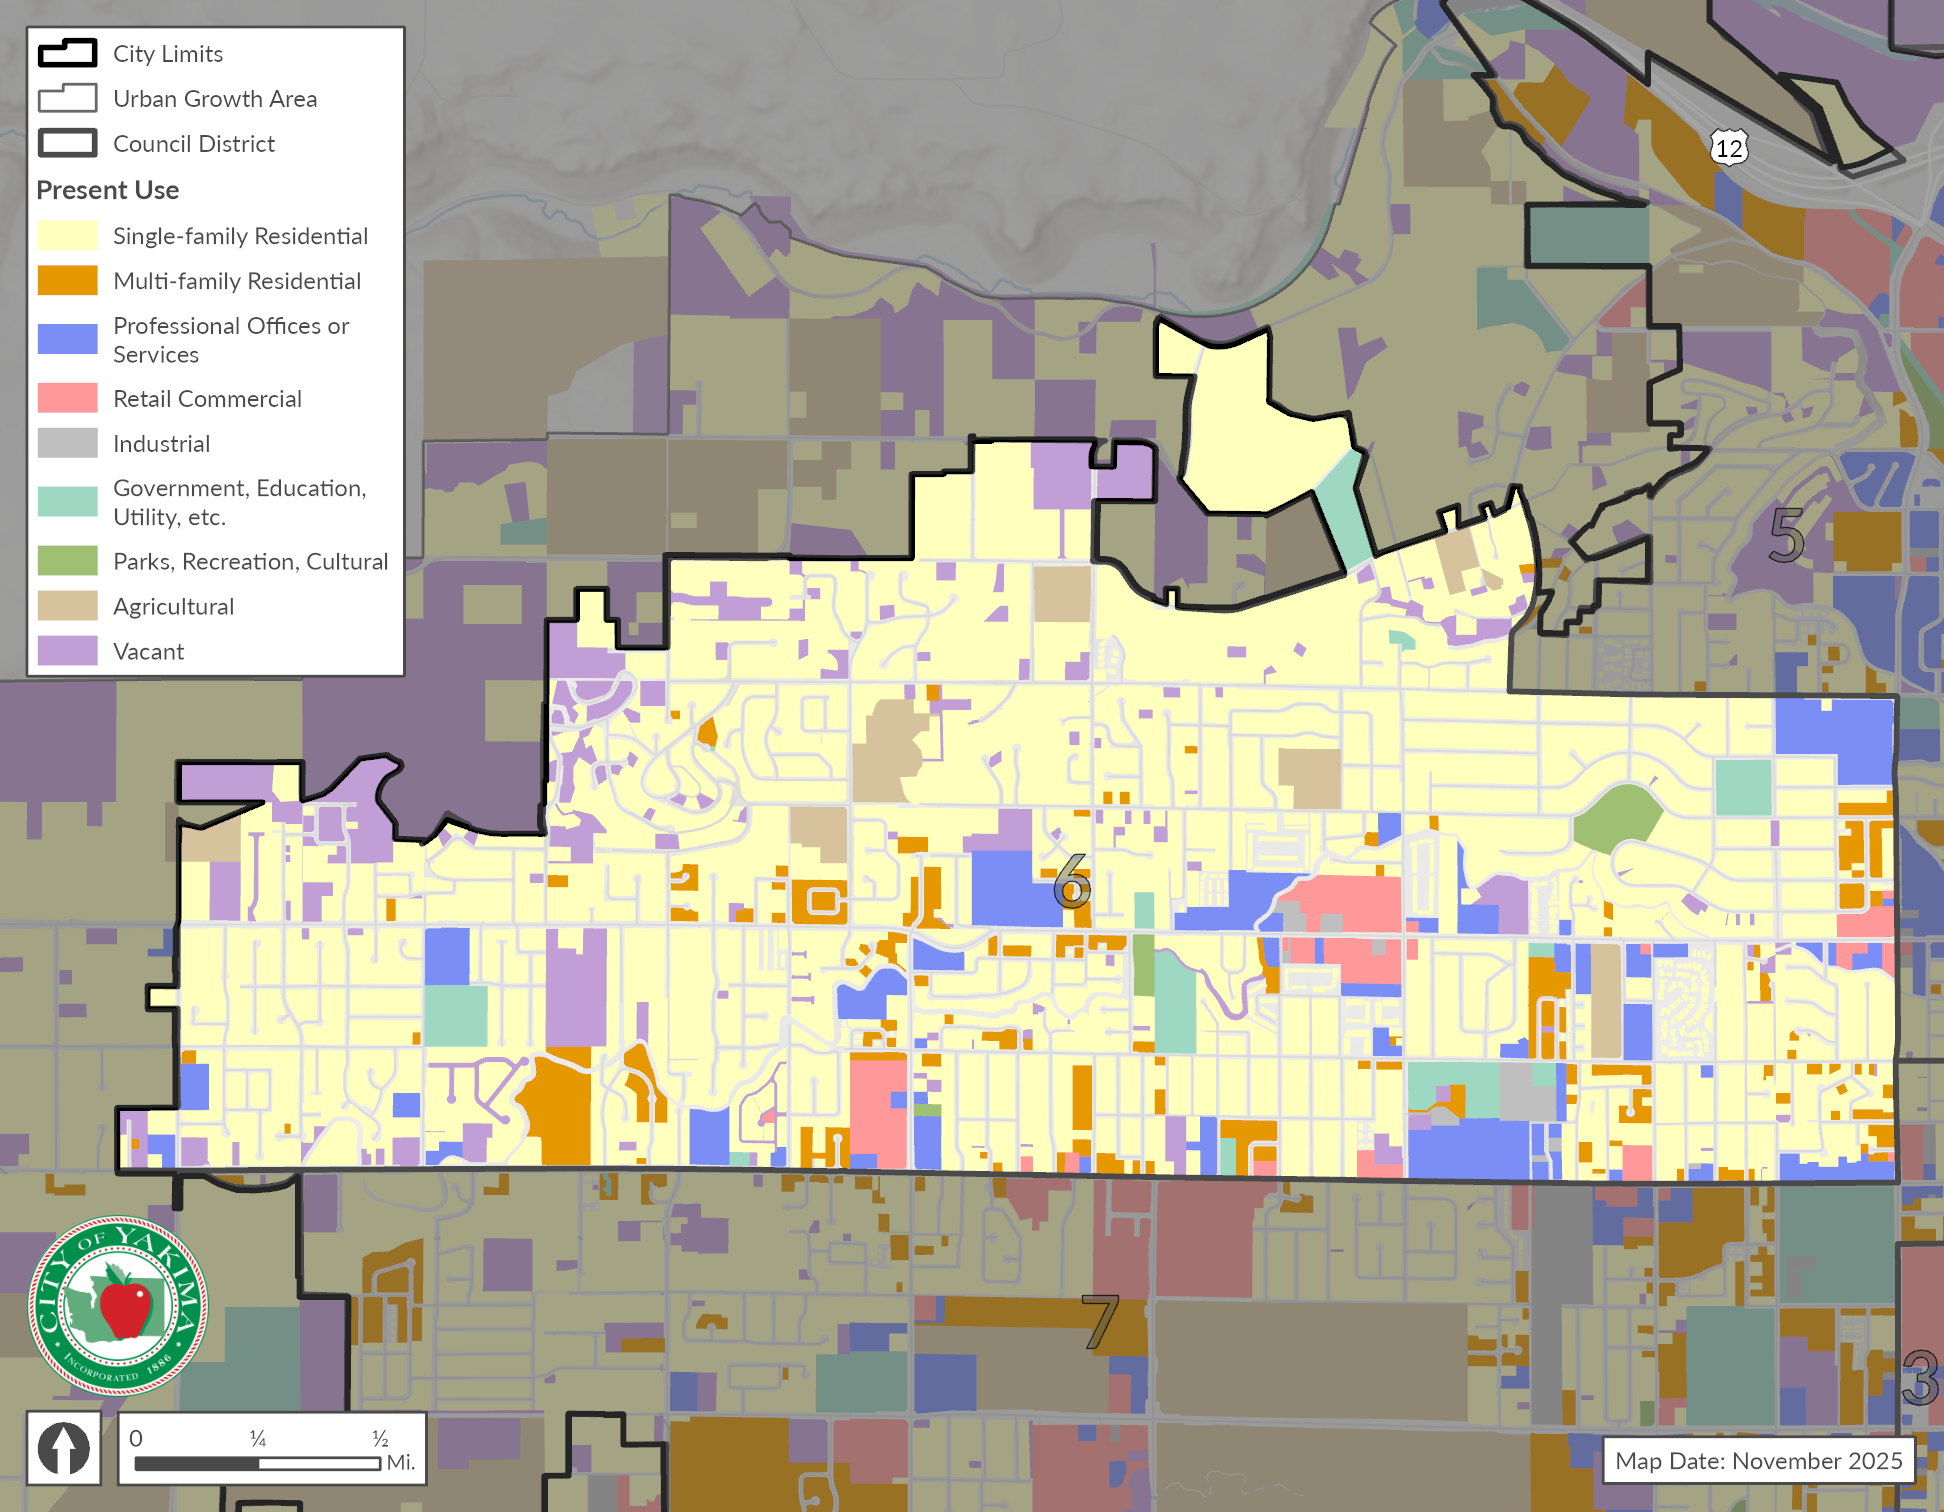 City Limits
Urban Growth Area
Council District
Present Use
Single-family Residential
Multi-family Residential
Professional Offices or
Services
Retail Commercial
Industrial
Government, Education,
Utility, etc.
Parks, Recreation, Cultural
Agricultural
Vacant
12
5
6
7
3
CITY OF YAKIMA
INCORPORATED 1886
0 ¼ ½
Mi.
Map Date: November 2025